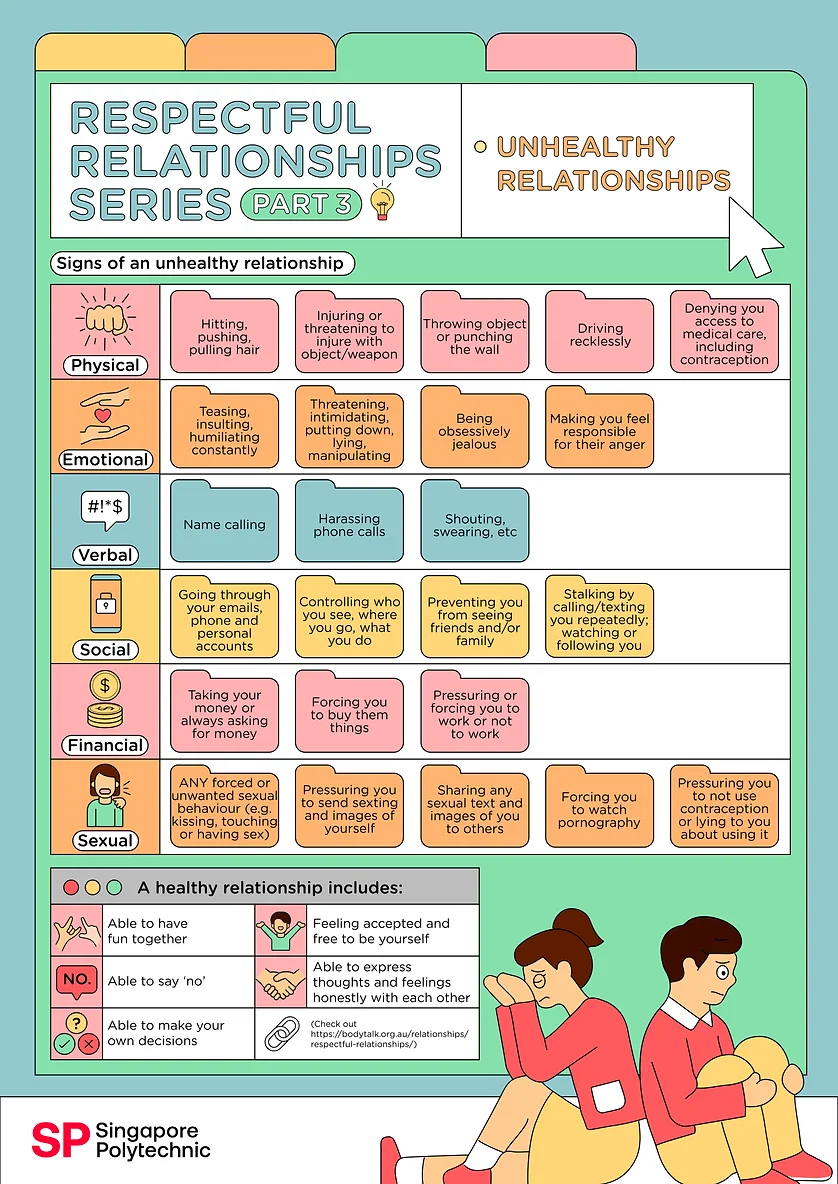 RESPECTFUL
RELATIONSHIPS
SERIES PART 3
UNHEALTHY
RELATIONSHIPS
Signs of an unhealthy relationship
Physical
Hitting,
pushing,
pulling hair
Injuring or
threatening to
injure with
object/weapon
Throwing object
or punching
the wall
Driving
recklessly
Denying you
access to
medical care,
including
contraception
Emotional
Teasing,
insulting,
humiliating
constantly
Threatening,
intimidating,
putting down,
lying,
manipulating
Being
obsessively
jealous
Making you feel
responsible
for their anger
#!*$
Verbal
Name calling
Harassing
phone calls
Shouting,
swearing, etc
Social
Going through
your emails,
phone and
personal
accounts
Controlling who
you see, where
you go, what
you do
Preventing you
from seeing
friends and/or
family
Stalking by
calling/texting
you repeatedly;
watching or
following you
$
Financial
Taking your
money or
always asking
for money
Forcing you
to buy them
things
Pressuring or
forcing you to
work or not
to work
Sexual
ANY forced or
unwanted sexual
behaviour (e.g.
kissing, touching
or having sex)
Pressuring you
to send sexting
and images of
yourself
Sharing any
sexual text and
images of you
to others
Forcing you
to watch
pornography
Pressuring you
to not use
contraception
or lying to you
about using it
A healthy relationship includes:
Able to have
fun together
Feeling accepted and
free to be yourself
NO.
Able to say ‘no’
Able to express
thoughts and feelings
honestly with each other
?
Able to make your
own decisions
(Check out
https://bodytalk.org.au/relationships/
respectful-relationships/)
SP Singapore
Polytechnic